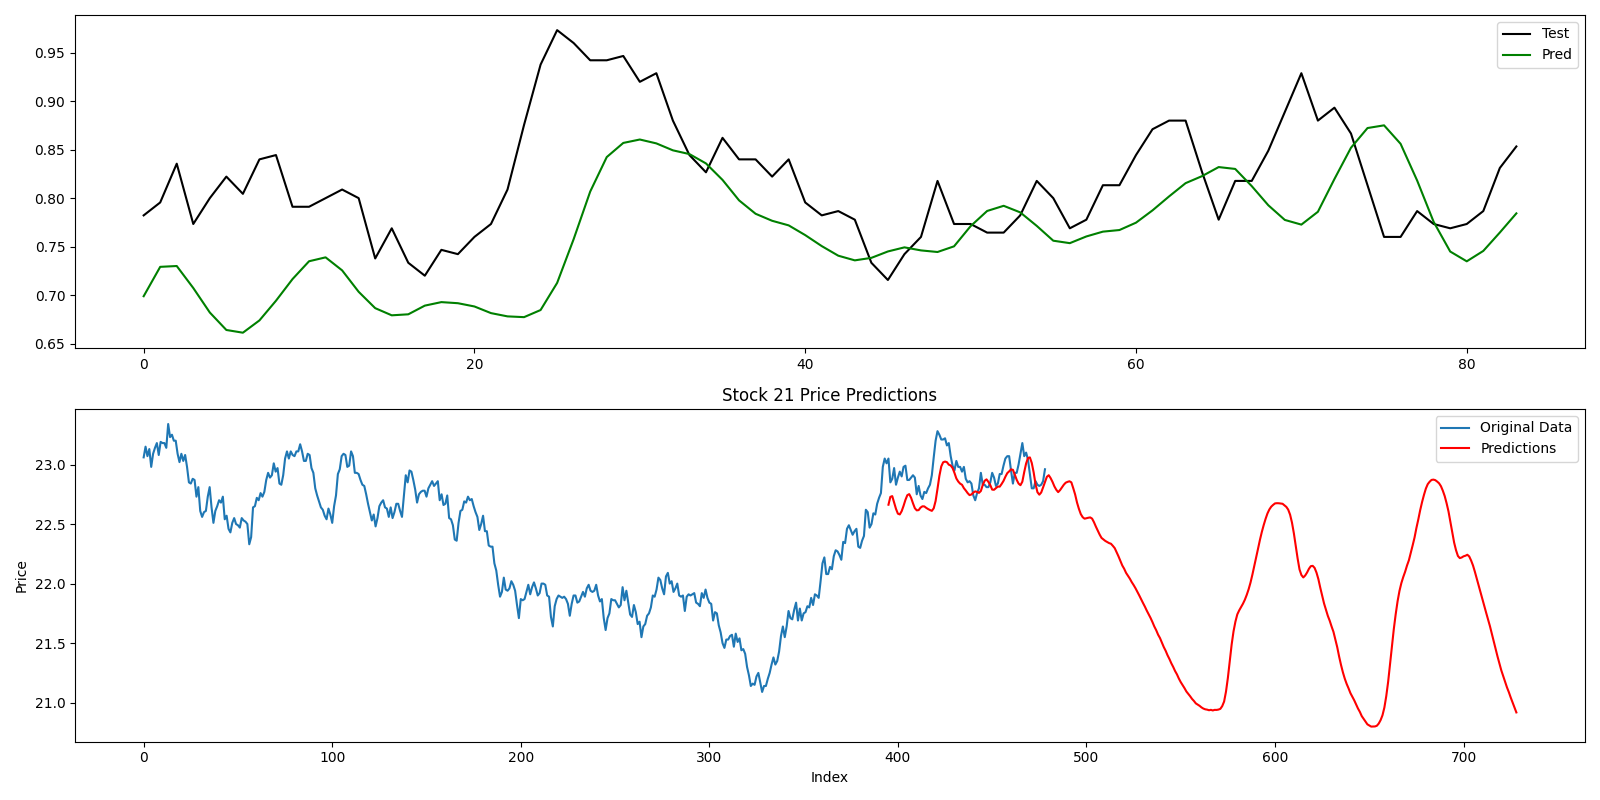 0.95
0.90
0.85
0.80
0.75
0.70
0.65
Test
Pred
0 20 40 60 80
Stock 21 Price Predictions
Price
23.0
22.5
22.0
21.5
21.0
Original Data
Predictions
0 100 200 300 400 500 600 700
Index